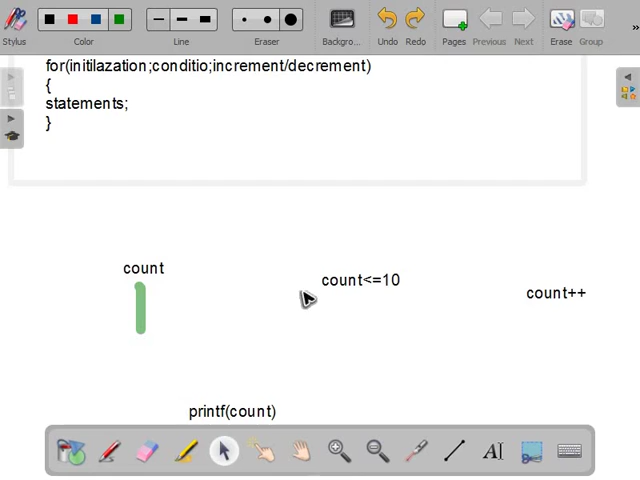 Stylus
Color
Line
Eraser
Backgro...
Undo
Redo
Pages
Previous
Next
Erase
Group
»
for(initilazation;conditio;increment/decrement)
{
statements;
}
count
count<=10
count++
printf(count)
AI